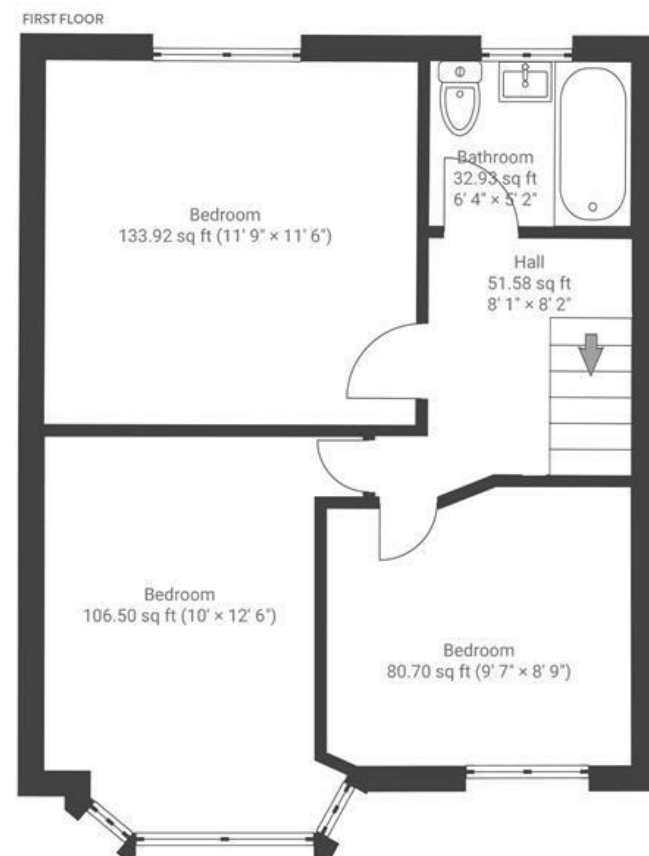 FIRST FLOOR
Bedroom
133.92 sq ft (11' 9" × 11' 6")
Bathroom
32.93 sq ft
6' 4" × 5' 2"
Hall
51.58 sq ft
8' 1" × 8' 2"
Bedroom
106.50 sq ft (10' × 12' 6")
Bedroom
80.70 sq ft (9' 7" × 8' 9")